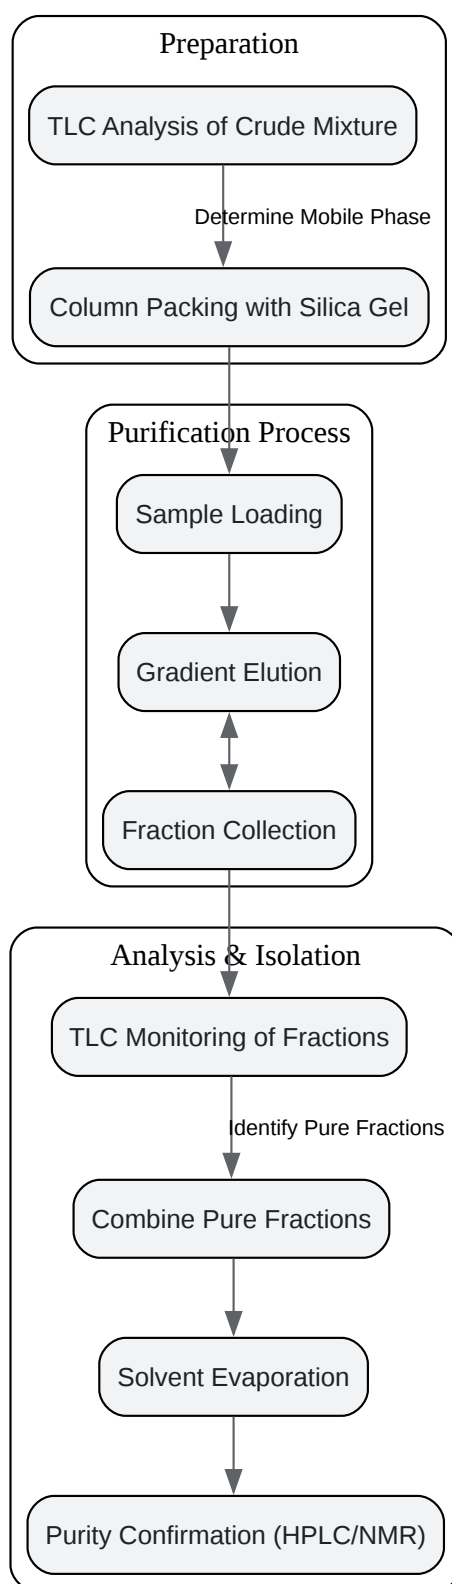 Preparation
TLC Analysis of Crude Mixture
Determine Mobile Phase
Column Packing with Silica Gel
Purification Process
Sample Loading
Gradient Elution
Fraction Collection
Analysis & Isolation
TLC Monitoring of Fractions
Identify Pure Fractions
Combine Pure Fractions
Solvent Evaporation
Purity Confirmation (HPLC/NMR)